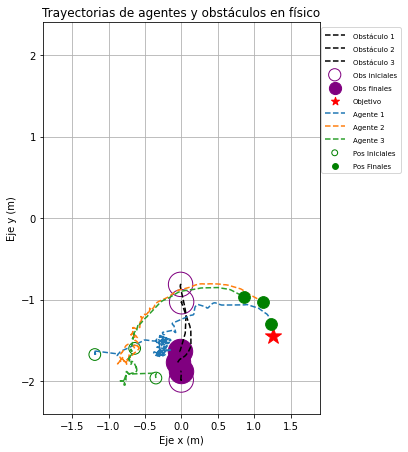 Trayectorias de agentes y obstáculos en físico
Obstáculo 1
Obstáculo 2
Obstáculo 3
Obs iniciales
Obs finales
Objetivo
Agente 1
Agente 2
Agente 3
Pos Iniciales
Pos Finales
2
1
0
−1
−2
Eje y (m)
−1.5 −1.0 −0.5 0.0 0.5 1.0 1.5
Eje x (m)